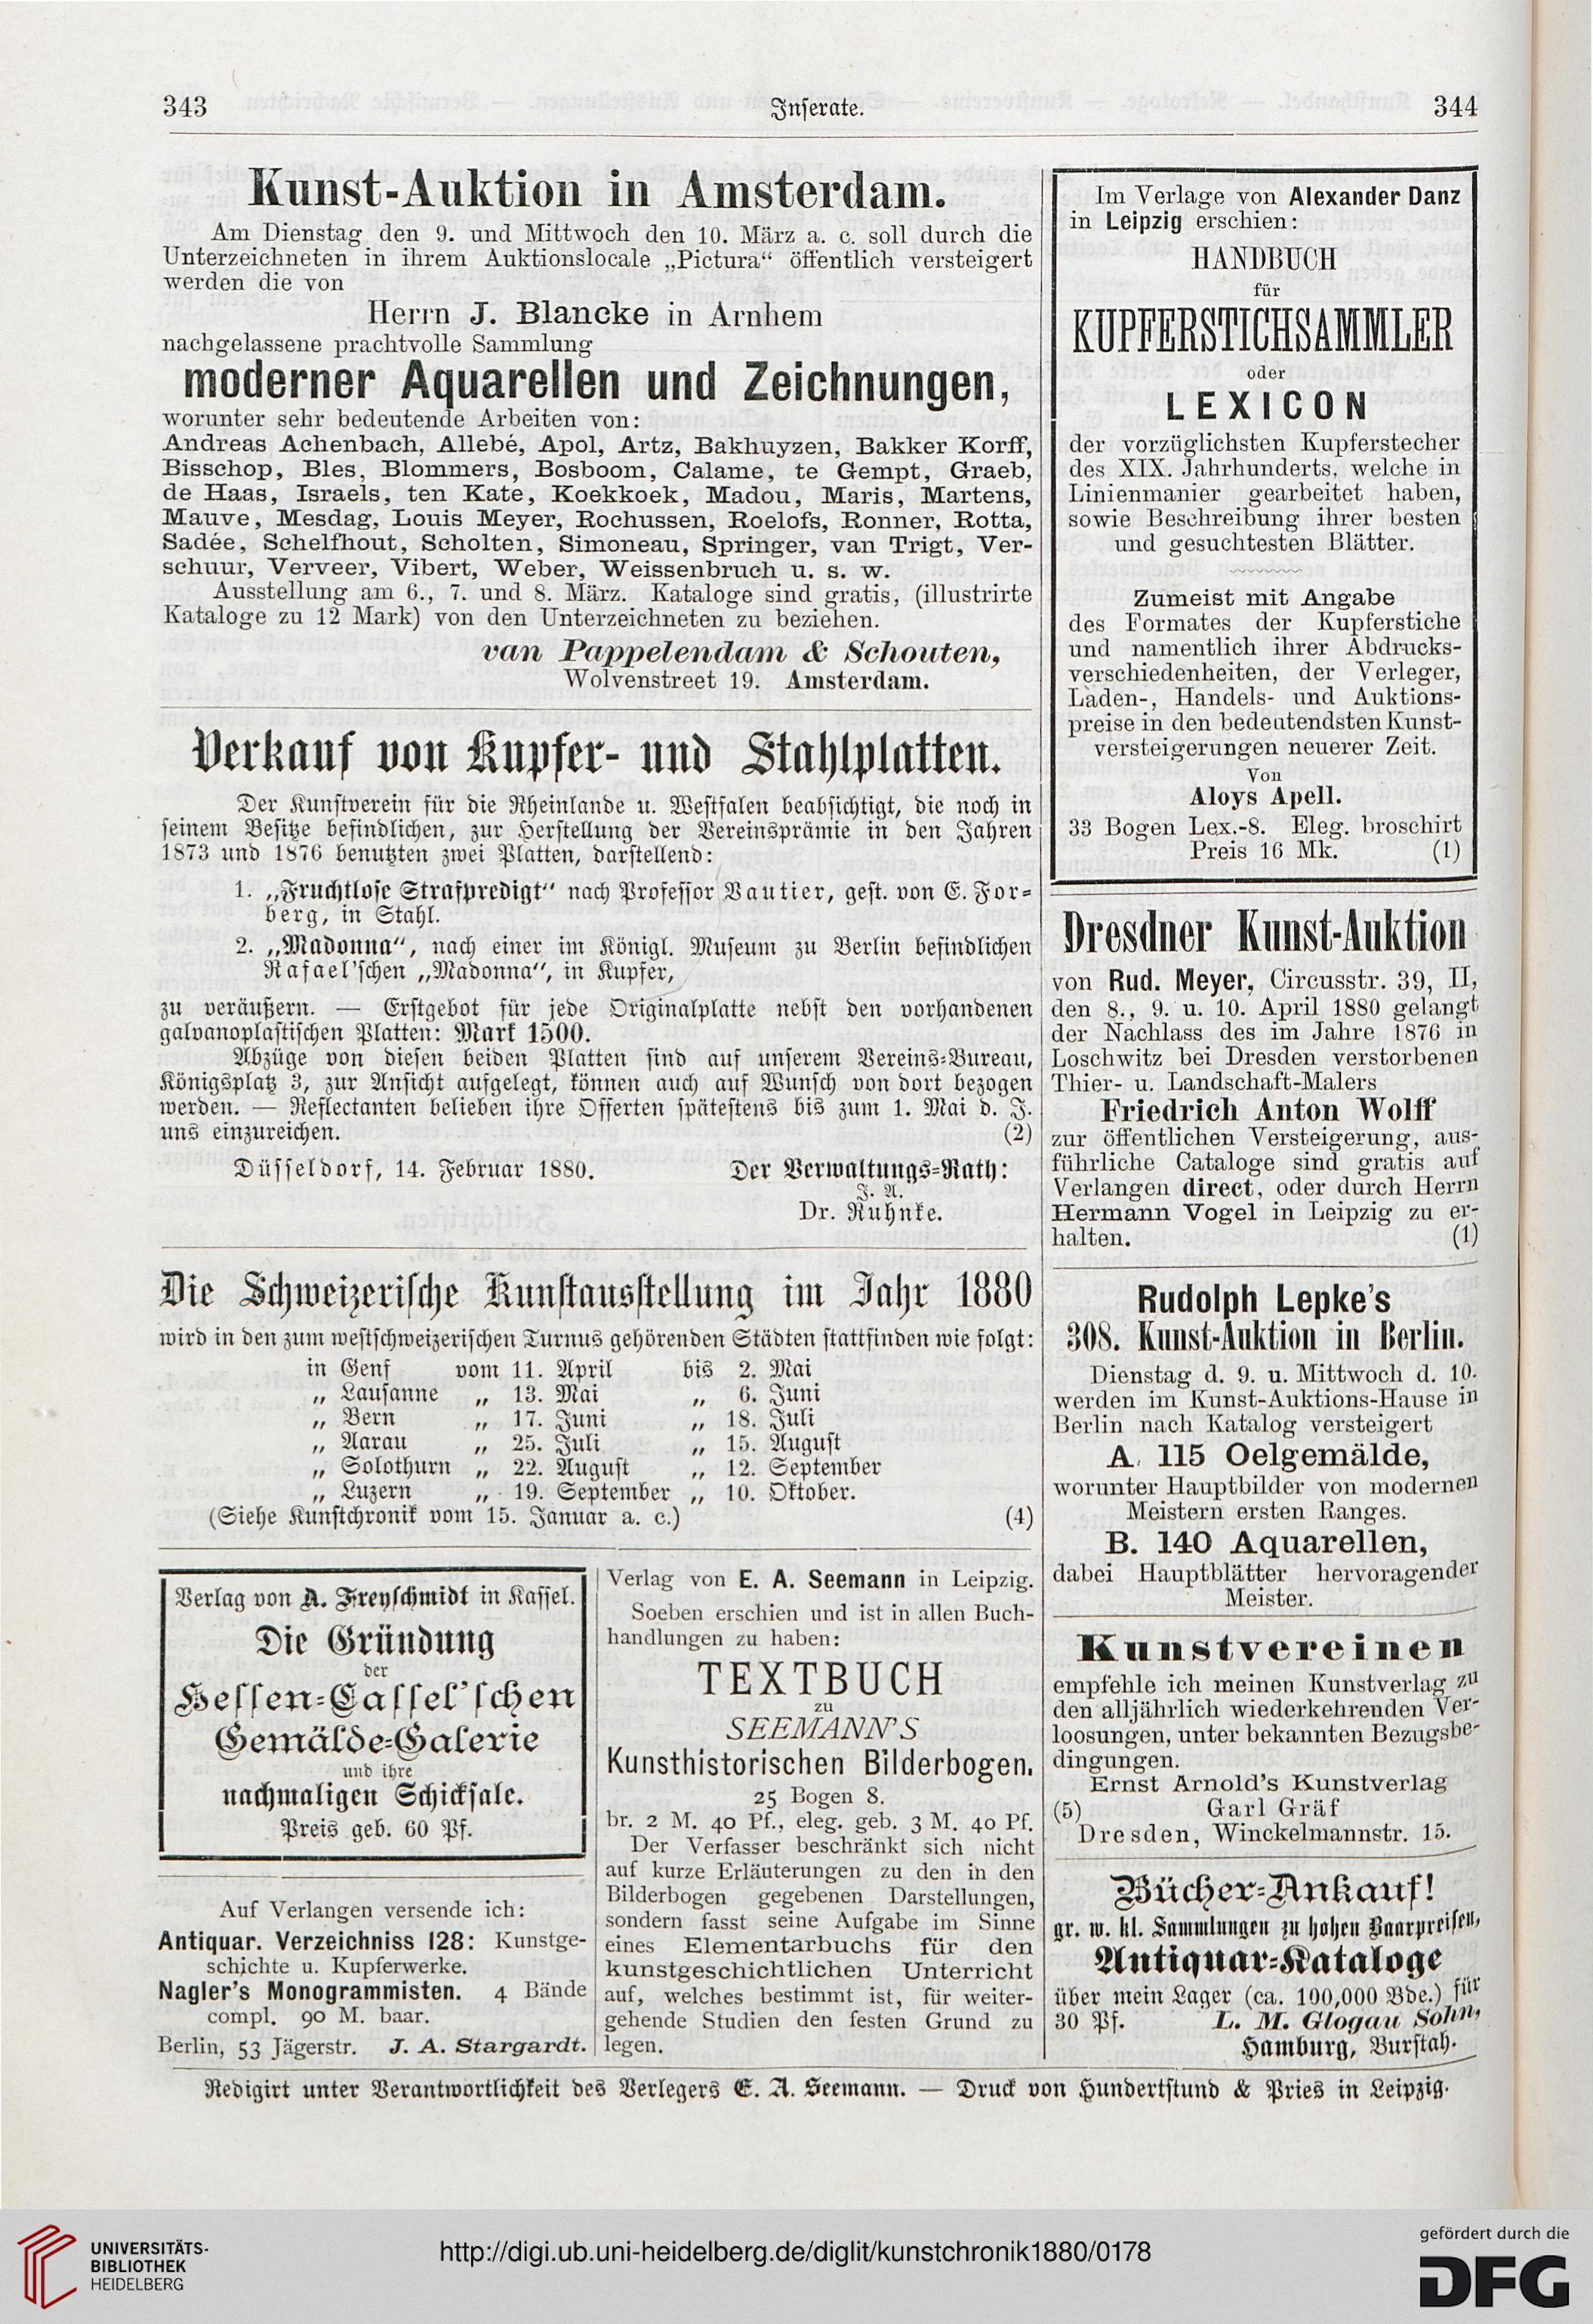 343
Inserate.
344
Kunst-Auktion in Amsterdam.
Am Dienstag den 9. und Mittwoch den 10. März a. c. soll durch die
Unterzeichneten in ihrem Auktionslocale „Pictura“ öffentlich versteigert
werden die von
Herrn J. Blancke in Arnhem
nachgelassene prachtvolle Sammlung
moderner Aquarellen und Zeichnungen,
worunter sehr bedeutende Arbeiten von:
Andreas Achenbach, Allebé, Apol, Artz, Bakhuyzen, Bakker Korff,
Bisschop, Bles, Blommers, Bosboom, Calame, te Gempt, Graeb,
de Haas, Israels, ten Kate, Koekkoek, Madou, Maris, Martens,
Mauve, Mesdag, Louis Meyer, Rochussen, Roelofs, Ronner, Rotta,
Sadée, Schelfhout, Scholten, Simoneau, Springer, van Trigt, Ver-
schuur, Verveer, Vibert, Weber, Weissenbruch u. s. w.
Ausstellung am 6., 7. und 8. März. Kataloge sind gratis, (illustrirte
Kataloge zu 12 Mark) von den Unterzeichneten zu beziehen.
van Pappelendam & Schouten,
Wolvenstreet 19. Amsterdam.
Verkauf von Kupfer- und Stahlplatten.
Der Kunstverein für die Rheinlande u. Westfalen beabsichtigt, die noch in
seinem Besitze befindlichen, zur Herstellung der Vereinsprämie in den Jahren
1873 und 1876 benutzten zwei Platten, darstellend:
1. „Fruchtlose Strafpredigt“ nach Professor Vautier, gest. von E. For-
berg, in Stahl.
2. „Madonna“, nach einer im Königl. Museum zu Berlin befindlichen
Rafael'schen „Madonna“, in Kupfer,
zu veräußern. — Erstgebot für jede Originalplatte nebst den vorhandenen
galvanoplastischen Platten: Mark 1500.
Abzüge von diesen beiden Platten sind auf unserem Vereins-Bureau,
Königsplatz 3, zur Ansicht aufgelegt, können auch auf Wunsch von dort bezogen
werden. — Reflectanten belieben ihre Offerten spätestens bis zum 1. Mai d. J.
uns einzureichen. (2)
Düsseldorf, 14. Februar 1880. Der Verwaltungs-Rath:
J. A.
Dr. Ruhnke.
Die Schweizerische Kunstausstellung im Jahr 1880
wird in den zum westschweizerischen Turnus gehörenden Städten stattfinden wie folgt:
in Genf vom 11. April bis 2. Mai
„ Lausanne „ 13. Mai „ 6. Juni
„ Bern „ 17. Juni „ 18. Juli
„ Aarau „ 25. Juli „ 15. August
„ Solothurn „ 22. August „ 12. September
„ Luzern „ 19. September „ 10. Oktober.
(Siehe Kunstchronik vom 15. Januar a. c.) (4)
Verlag von A. Freyschmidt in Kassel.
Die Gründung
der
Hessen-Cassel'schen
Gemälde-Galerie
und ihre
nachmaligen Schicksale.
Preis geb. 60 Pf.
Auf Verlangen versende ich:
Antiquar. Verzeichniss 128: Kunstge-
schichte u. Kupferwerke.
Nagler's Monogrammisten. 4 Bände
compl. 90 M. baar.
Berlin, 53 Jägerstr. J. A. Stargardt.
Verlag von E. A. Seemann in Leipzig.
Soeben erschien und ist in allen Buch-
handlungen zu haben:
TEXTBUCH
zu
SEEMANN'S
Kunsthistorischen Bilderbogen.
25 Bogen 8.
br. 2 M. 40 Pf., eleg. geb. 3 M. 40 Pf.
Der Verfasser beschränkt sich nicht
auf kurze Erläuterungen zu den in den
Bilderbogen gegebenen Darstellungen,
sondern fasst seine Aufgabe im Sinne
eines Elementarbuchs für den
kunstgeschichtlichen Unterricht
auf, welches bestimmt ist, für weiter-
gehende Studien den festen Grund zu
legen.
Im Verlage von Alexander Danz
in Leipzig erschien:
HANDBUCH
für
KUPFERSTICHSAMMLER
oder
LEXICON
der vorzüglichsten Kupferstecher
des XIX. Jahrhunderts, welche in
Linienmanier gearbeitet haben,
sowie Beschreibung ihrer besten
und gesuchtesten Blätter.
Zumeist mit Angabe
des Formates der Kupferstiche
und namentlich ihrer Abdrucks-
verschiedenheiten, der Verleger,
Läden-, Handels- und Auktions-
preise in den bedeutendsten Kunst-
versteigerungen neuerer Zeit.
Von
Aloys Apell.
33 Bogen Lex.-8. Eleg. broschirt
Preis 16 Mk. (1)
Dresdner Kunst-Auktion
von Rud. Meyer, Circusstr. 39, II,
den 8., 9. u. 10. April 1880 gelangt
der Nachlass des im Jahre 1876 in
Loschwitz bei Dresden verstorbenen
Thier- u. Landschaft-Malers
Friedrich Anton Wolff
zur öffentlichen Versteigerung, aus-
führliche Cataloge sind gratis auf
Verlangen direct, oder durch Herrn
Hermann Vogel in Leipzig zu er-
halten. (1)
Rudolph Lepke's
308. Kunst-Auktion in Berlin.
Dienstag d. 9. u. Mittwoch d. 10.
werden im Kunst-Auktions-Hause in
Berlin nach Katalog versteigert
A. 115 Oelgemälde,
worunter Hauptbilder von modernen
Meistern ersten Ranges.
B. 140 Aquarellen,
dabei Hauptblätter hervoragender
Meister.
Kunstvereinen
empfehle ich meinen Kunstverlag zu
den alljährlich wiederkehrenden Ver-
loosungen, unter bekannten Bezugsbe-
dingungen.
Ernst Arnold's Kunstverlag
(5) Garl Gräf
Dresden, Winckelmannstr. 15.
Bücher-Ankauf!
gr. w. kl. Sammlungen zu hohen Baarpreisen,
Antiquar-Kataloge
über mein Lager (ca. 100,000 Bde.) für
30 Pf. L. M. Glogau Sohn,
Hamburg, Burstah.
Redigirt unter Verantwortlichkeit des Verlegers E. A. Seemann. — Druck von Hundertstund & Pries in Leipzig.
UNIVERSITÄTS-
BIBLIOTHEK
HEIDELBERG
http://digi.ub.uni-heidelberg.de/diglit/kunstchronik1880/0178
gefördert durch die
DFG